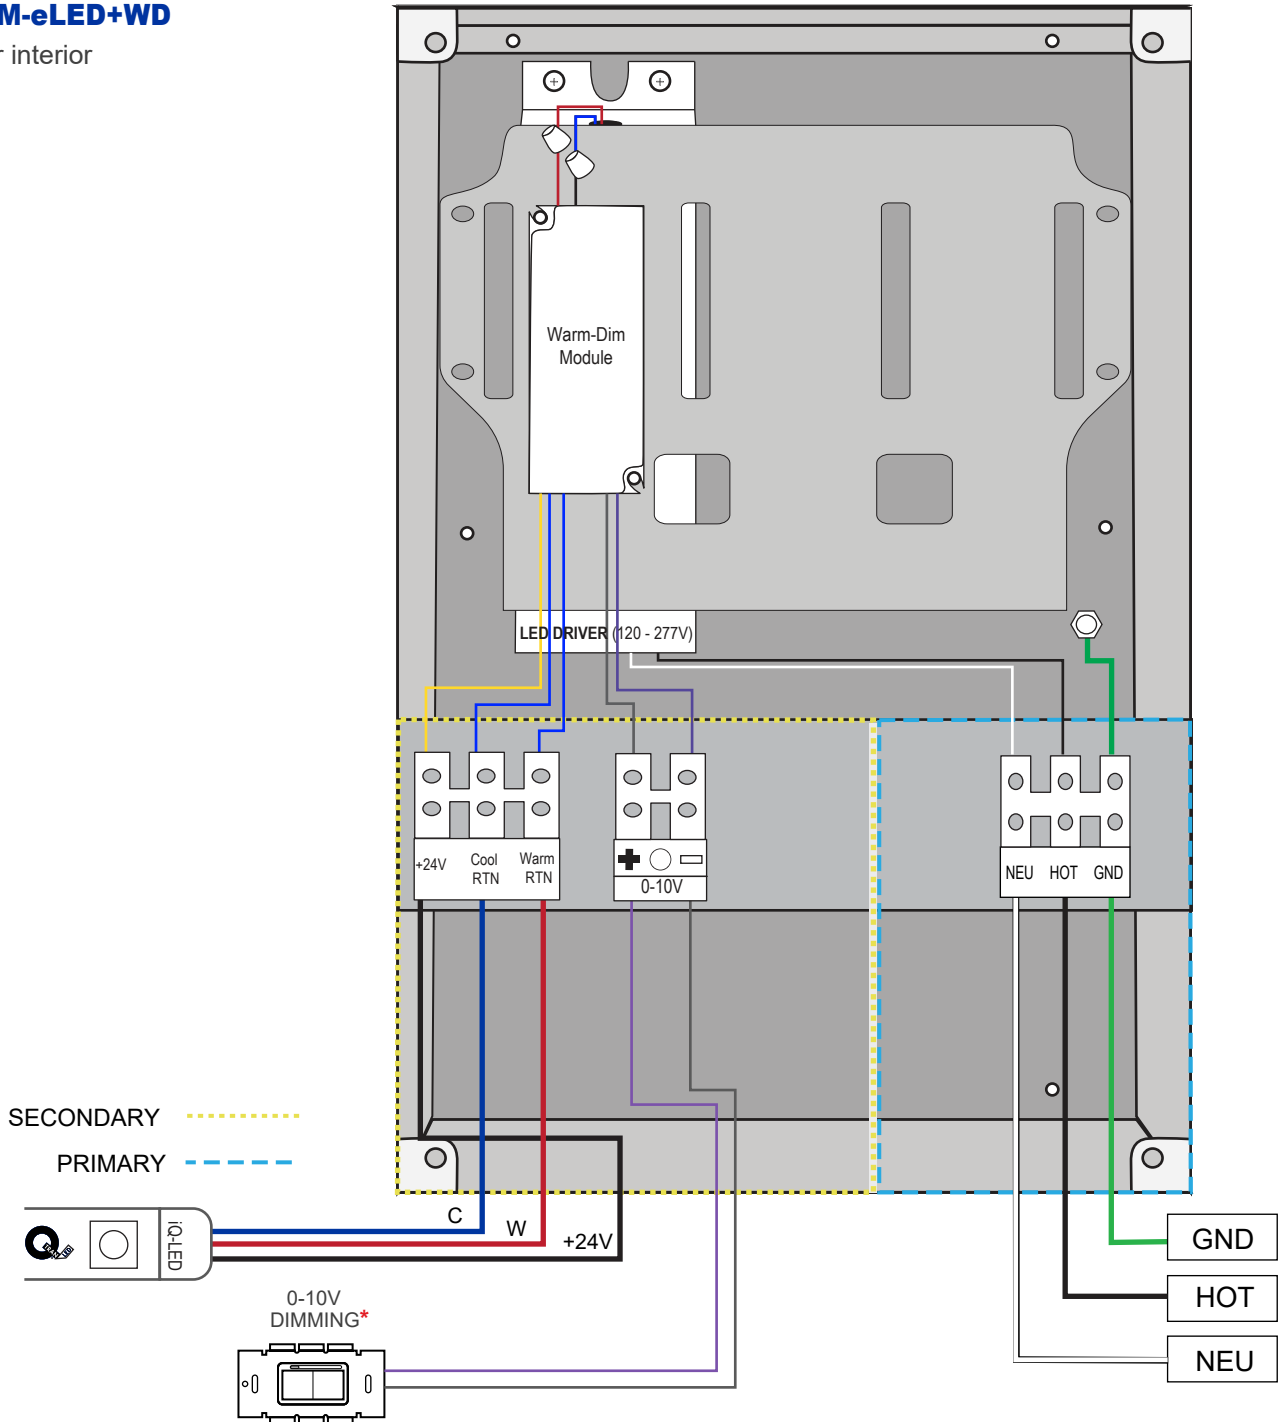 M-eLED+WD
r interior
Warm-Dim
Module
LED DRIVER (120 - 277V)
+24V
Cool
RTN
Warm
RTN
0-10V
NEU HOT GND
SECONDARY
PRIMARY
iQ-LED
C
W
+24V
0-10V
DIMMING*
GND
HOT
NEU